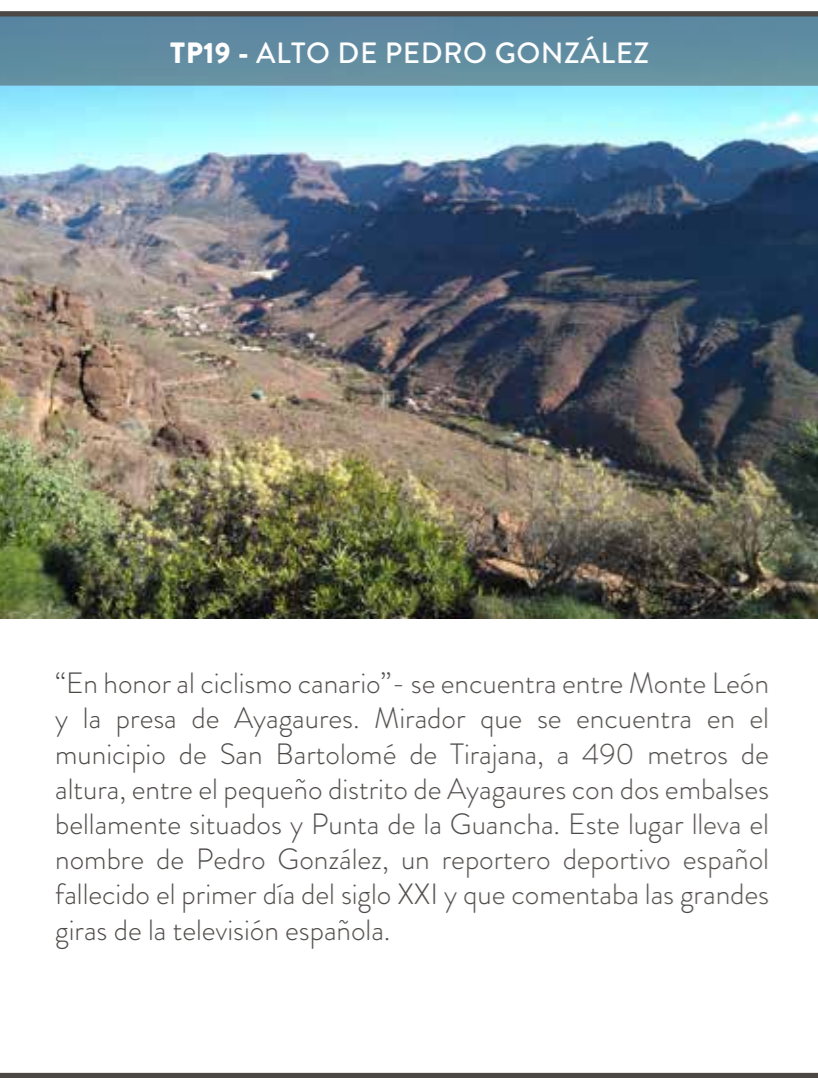 TP19 - ALTO DE PEDRO GONZÁLEZ
“En honor al ciclismo canario”- se encuentra entre Monte León
y la presa de Ayagaures. Mirador que se encuentra en el
municipio de San Bartolomé de Tirajana, a 490 metros de
altura, entre el pequeño distrito de Ayagaures con dos embalses
bellamente situados y Punta de la Guancha. Este lugar lleva el
nombre de Pedro González, un reportero deportivo español
fallecido el primer día del siglo XXI y que comentaba las grandes
giras de la televisión española.